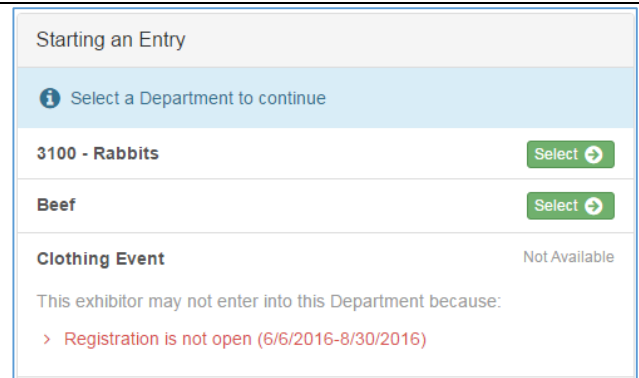 Starting an Entry
Select a Department to continue
3100 - Rabbits
Select
Beef
Select
Clothing Event
Not Available
This exhibitor may not enter into this Department because:
Registration is not open (6/6/2016-8/30/2016)